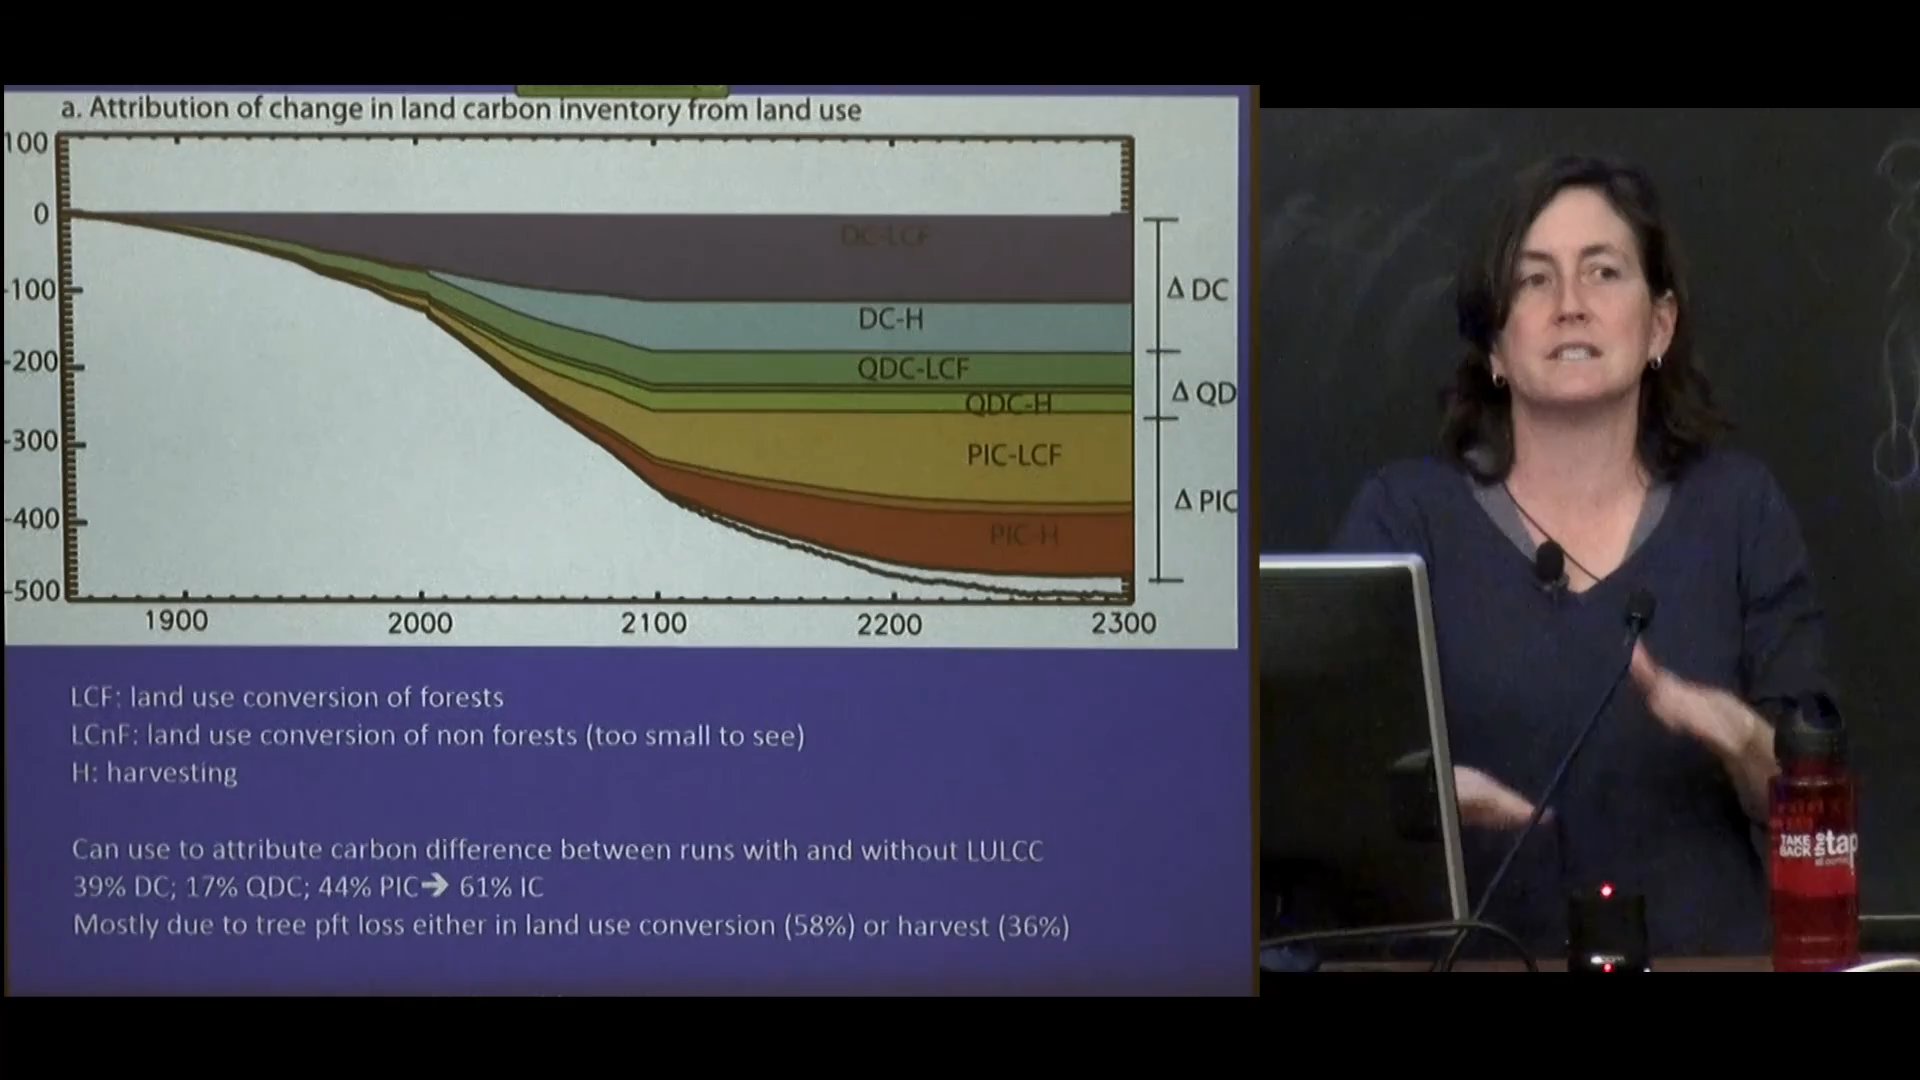 a. Attribution of change in land carbon inventory from land use
100
0
-100
-200
-300
-400
-500
1900 2000 2100 2200 2300
DC-LCF
DC-H
QDC-LCF
QDC-H
PIC-LCF
PIC-H
Δ DC
Δ QD
Δ PIC
LCF: land use conversion of forests
LCnF: land use conversion of non forests (too small to see)
H: harvesting
Can use to attribute carbon difference between runs with and without LULCC
39% DC; 17% QDC; 44% PIC➔ 61% IC
Mostly due to tree pft loss either in land use conversion (58%) or harvest (36%)
TAKE
BACK
the
tap